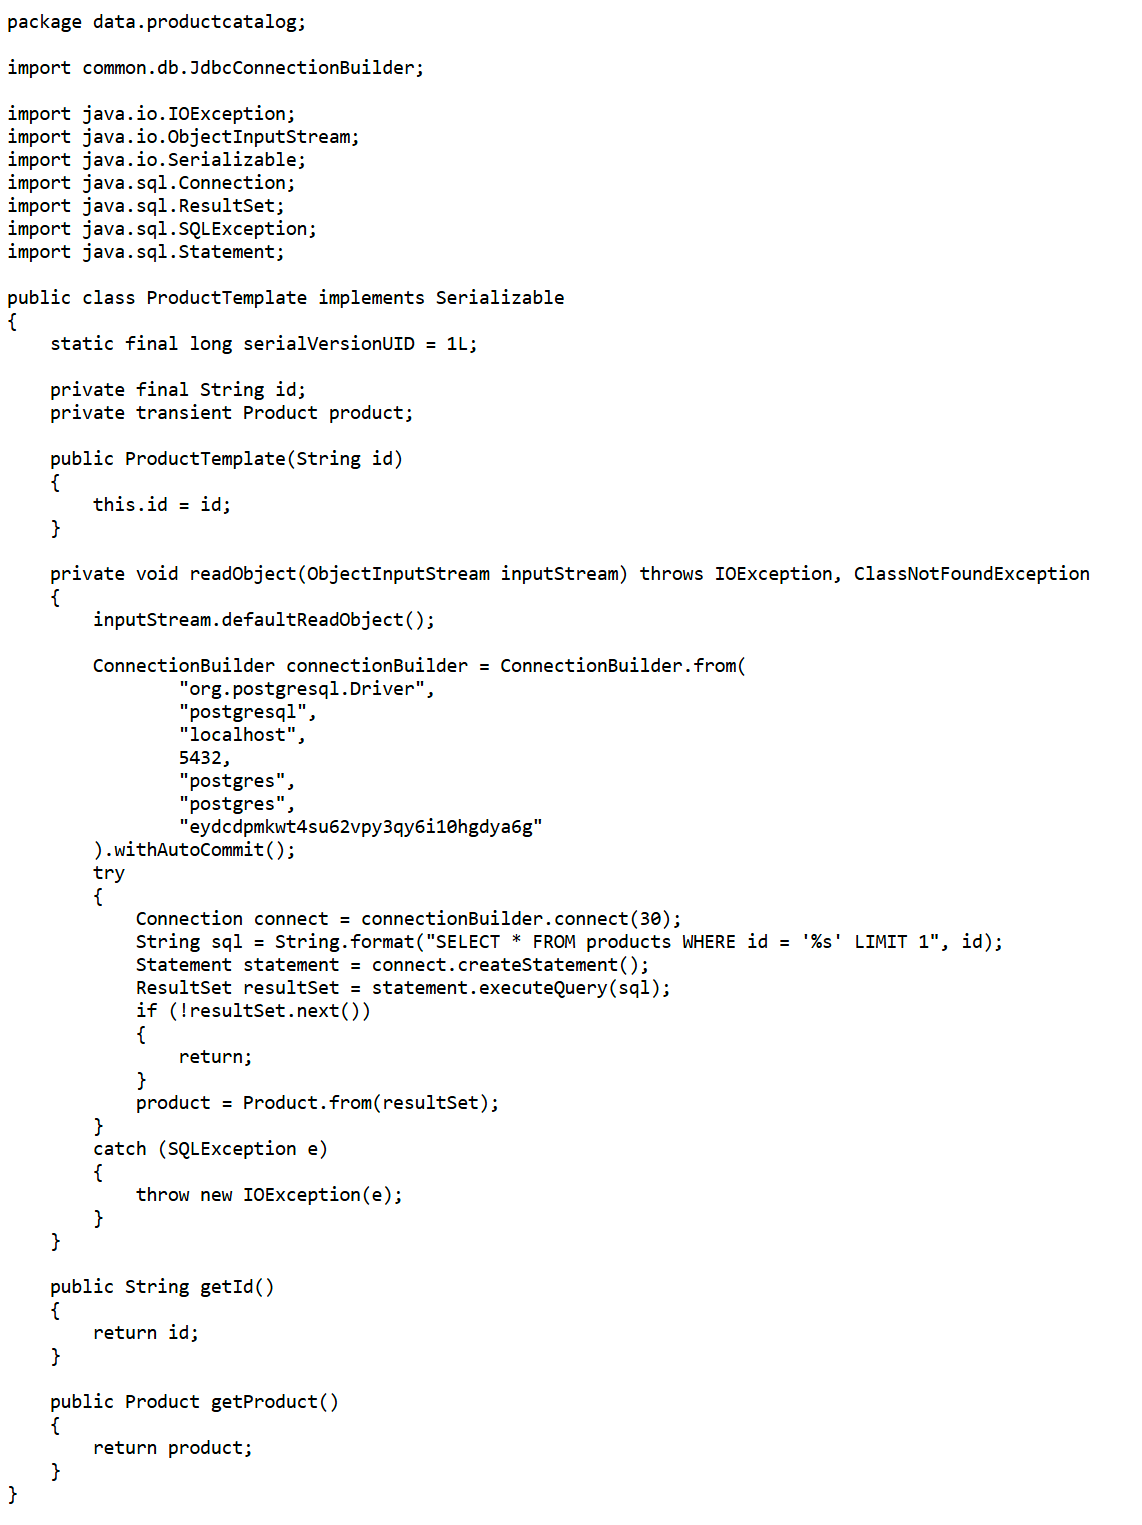 package data.productcatalog;

import common.db.JdbcConnectionBuilder;

import java.io.IOException;
import java.io.ObjectInputStream;
import java.io.Serializable;
import java.sql.Connection;
import java.sql.ResultSet;
import java.sql.SQLException;
import java.sql.Statement;

public class ProductTemplate implements Serializable
{
    static final long serialVersionUID = 1L;

    private final String id;
    private transient Product product;

    public ProductTemplate(String id)
    {
        this.id = id;
    }

    private void readObject(ObjectInputStream inputStream) throws IOException, ClassNotFoundException
    {
        inputStream.defaultReadObject();

        ConnectionBuilder connectionBuilder = ConnectionBuilder.from(
                "org.postgresql.Driver",
                "postgresql",
                "localhost",
                5432,
                "postgres",
                "postgres",
                "eydcdpmkwt4su62vpy3qy6i10hgdya6g"
        ).withAutoCommit();
        try
        {
            Connection connect = connectionBuilder.connect(30);
            String sql = String.format("SELECT * FROM products WHERE id = '%s' LIMIT 1", id);
            Statement statement = connect.createStatement();
            ResultSet resultSet = statement.executeQuery(sql);
            if (!resultSet.next())
            {
                return;
            }
            product = Product.from(resultSet);
        }
        catch (SQLException e)
        {
            throw new IOException(e);
        }
    }

    public String getId()
    {
        return id;
    }

    public Product getProduct()
    {
        return product;
    }
}